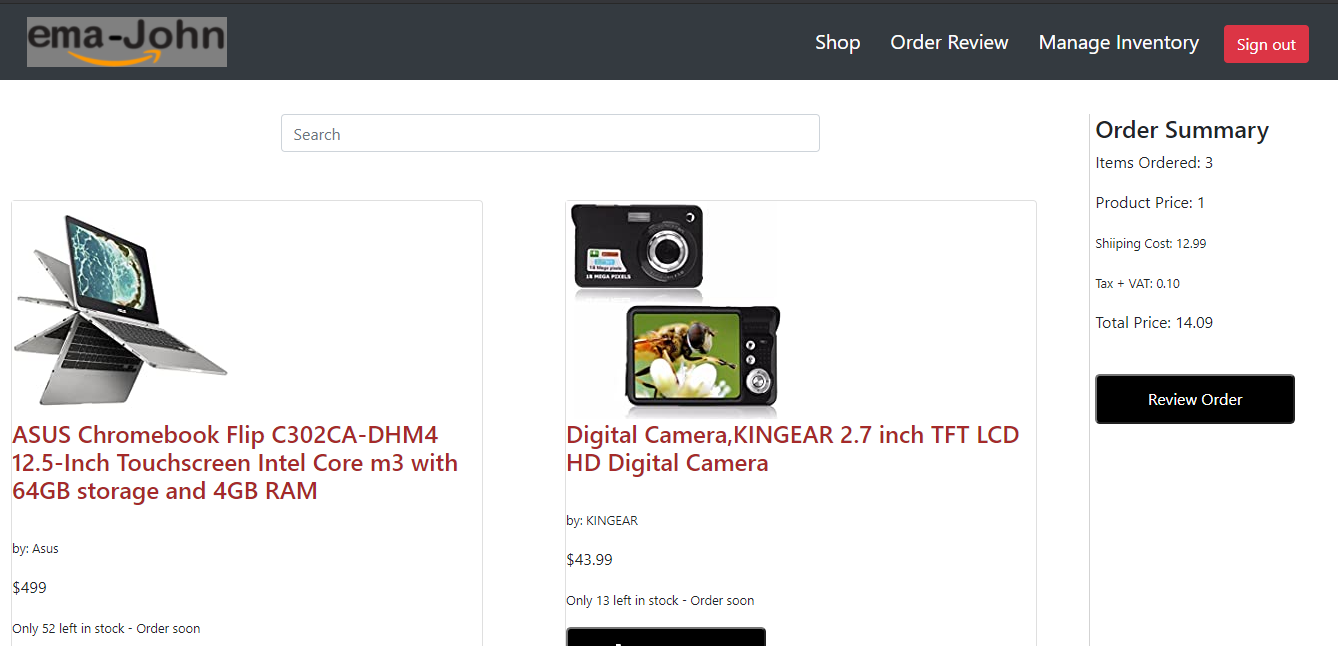 ema-John
Shop
Order Review
Manage Inventory
Sign out
Search
Order Summary
Items Ordered: 3
Product Price: 1
Shiiping Cost: 12.99
Tax + VAT: 0.10
Total Price: 14.09
Review Order
ASUS Chromebook Flip C302CA-DHM4
12.5-Inch Touchscreen Intel Core m3 with
64GB storage and 4GB RAM
by: Asus
$499
Only 52 left in stock - Order soon
18 MEGA PIXELS
Digital Camera,KINGEAR 2.7 inch TFT LCD
HD Digital Camera
by: KINGEAR
$43.99
Only 13 left in stock - Order soon